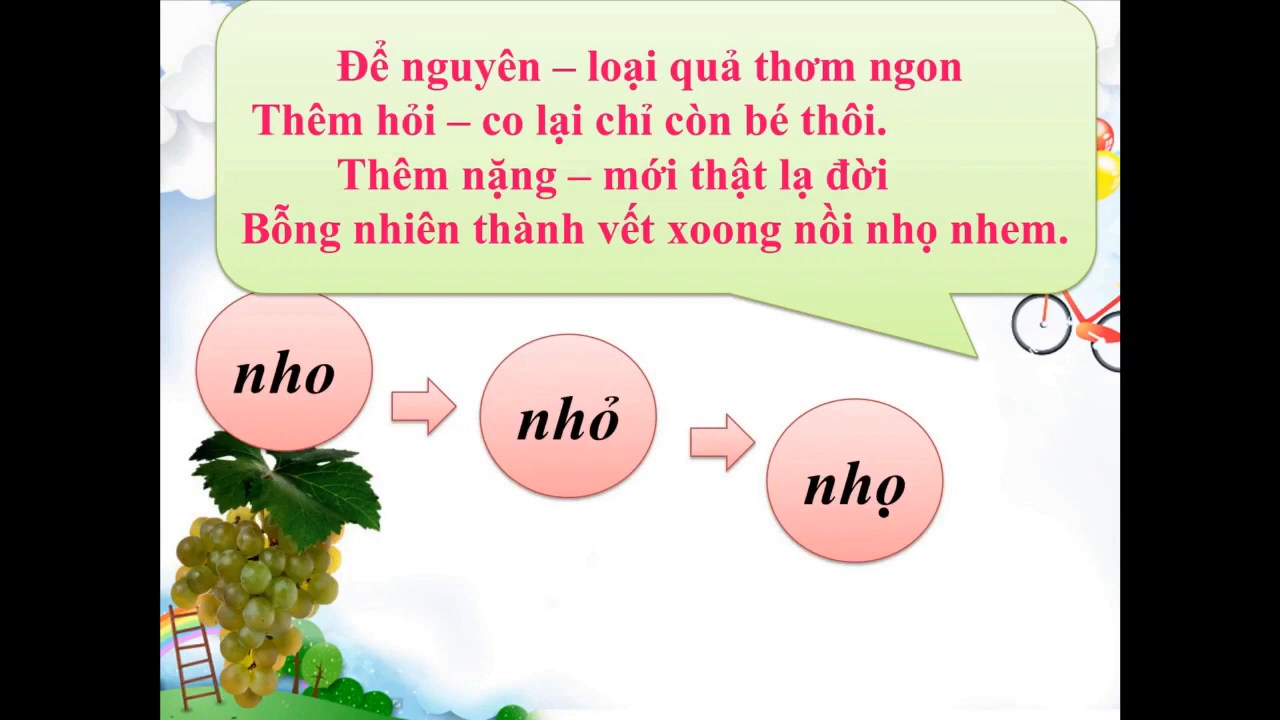 Để nguyên – loại quả thơm ngon
Thêm hỏi – co lại chỉ còn bé thôi.
Thêm nặng – mới thật lạ đời
Bỗng nhiên thành vết xoong nồi nhọ nhem.
nho
nhỏ
nhọ